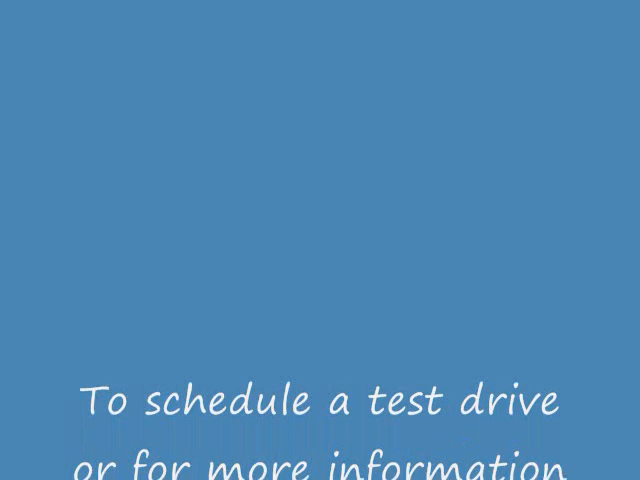 To schedule a test drive
or for more information